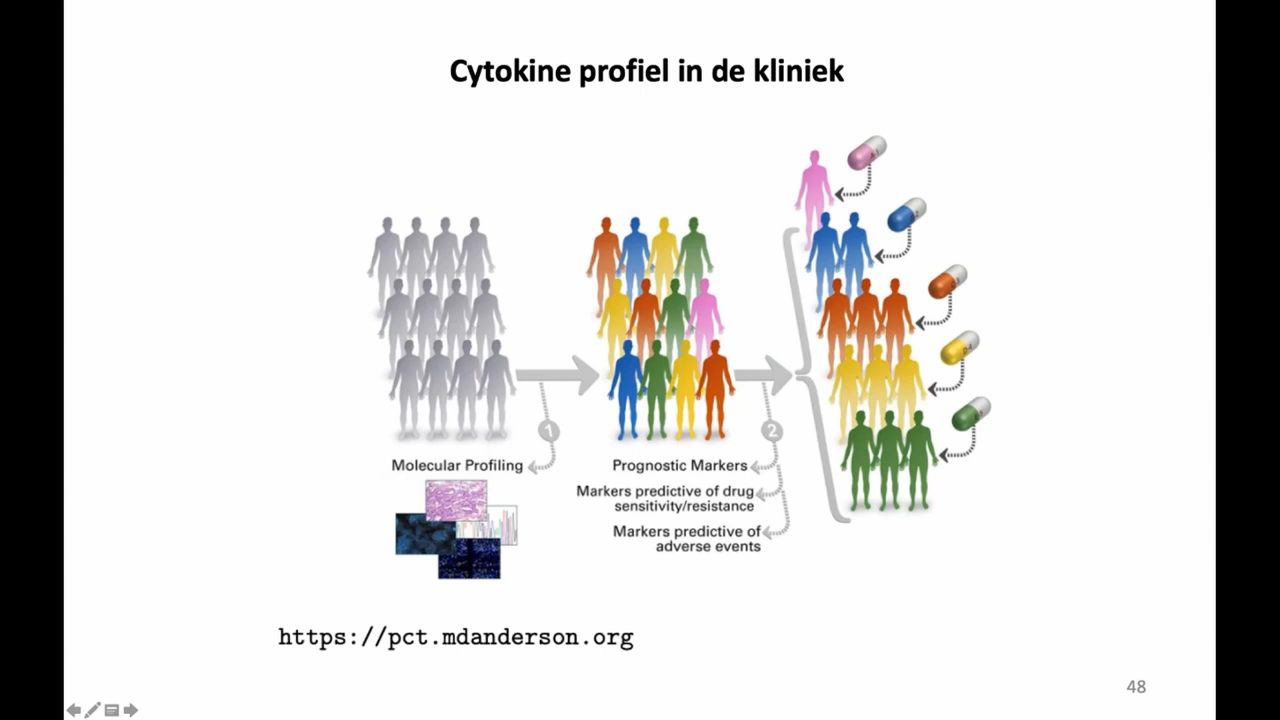 Cytokine profiel in de kliniek
1
2
Molecular Profiling
Prognostic Markers
Markers predictive of drug
sensitivity/resistance
Markers predictive of
adverse events
https://pct.mdanderson.org
48